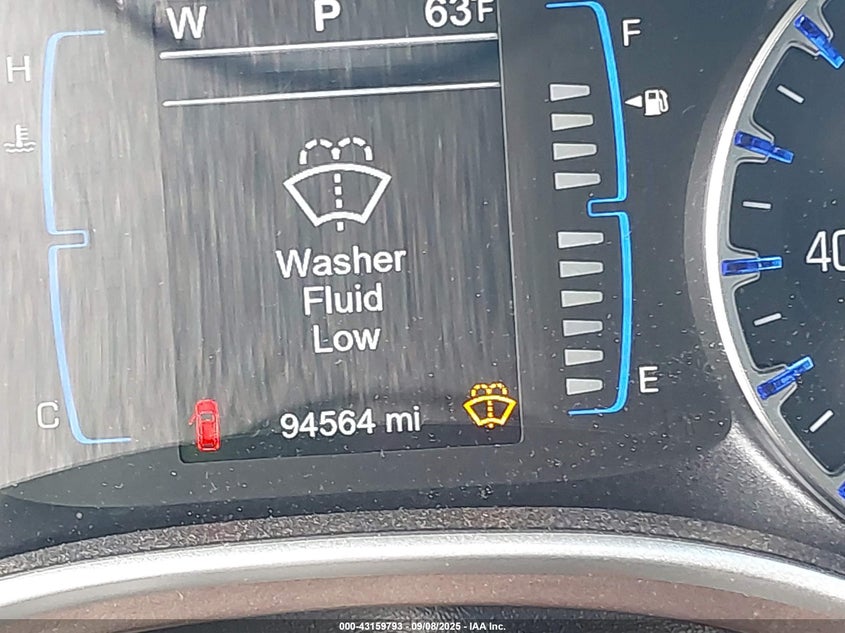 W P 63F
H
F
Washer
Fluid
Low
40
E
C
94564 mi
000-43159793 - 09/08/2025 - IAA Inc.